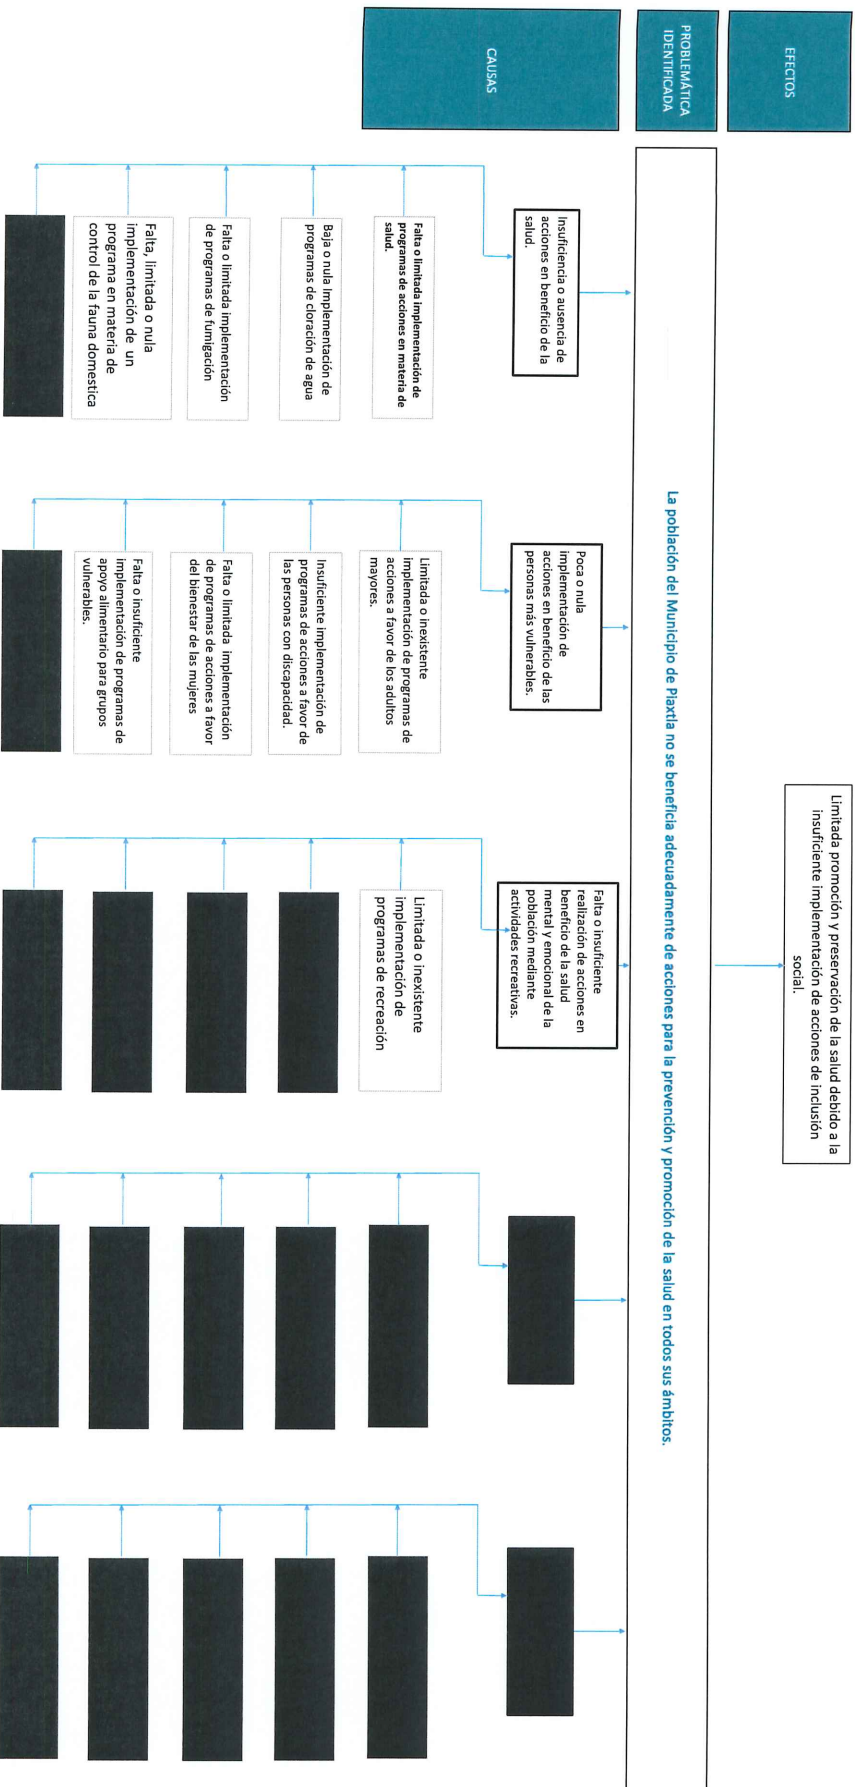 EFECTOS
Limitada promoción y preservación de la salud debido a la
insuficiente implementación de acciones de inclusión
social.
PROBLEMÁTICA
IDENTIFICADA
La población del Municipio de Piaxtla no se beneficia adecuadamente de acciones para la prevención y promoción de la salud en todos sus ámbitos.
CAUSAS
Insuficiencia o ausencia de
acciones en beneficio de la
salud.
Falta o limitada implementación de
programas de acciones en materia de
salud.
Baja o nula Implementación de
programas de cloración de agua
Falta o limitada implementación
de programas de fumigación
Falta, limitada o nula
implementación de un
programa en materia de
control de la fauna domestica
Poca o nula
implementación de
acciones en beneficio de las
personas más vulnerables.
Limitada o inexistente
implementación de programas de
acciones a favor de los adultos
mayores.
Insuficiente implementación de
programas de acciones a favor de
las personas con discapacidad.
Falta o limitada implementación
de programas de acciones a favor
del bienestar de las mujeres
Falta o insuficiente
implementación de programas de
apoyo alimentario para grupos
vulnerables.
Falta o insuficiente
realización de acciones en
beneficio de la salud
mental y emocional de la
población mediante
actividades recreativas.
Limitada o inexistente
implementación de
programas de recreación